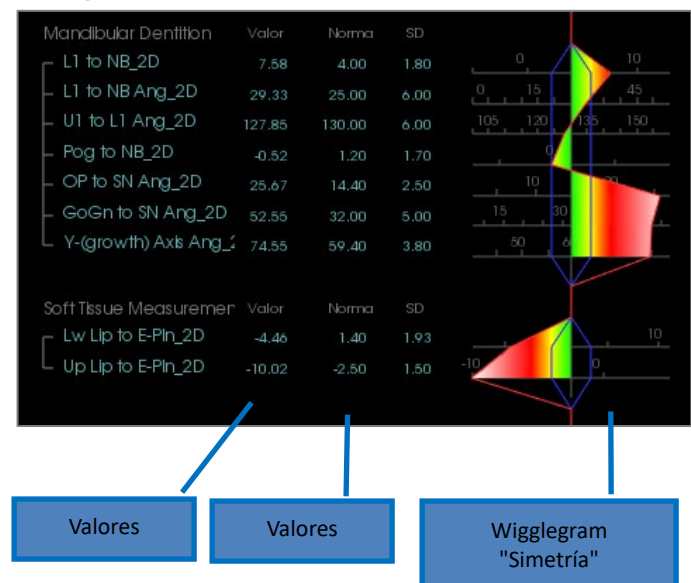 Mandibular Dentition Valor Norma SD
L1 to NB_2D 7.58 4.00 1.80 0 10
L1 to NB Ang_2D 29.33 25.00 6.00 0 15 45
U1 to L1 Ang_2D 127.85 130.00 6.00 105 120 135 150
Pog to NB_2D -0.52 1.20 1.70 0
OP to SN Ang_2D 25.67 14.40 2.50 10 20
GoGn to SN Ang_2D 52.55 32.00 5.00 15 30
Y-(growth) Axis Ang_2 74.55 59.40 3.80 50 6
Soft Tissue Measuremer Valor Norma SD
Lw Lip to E-Pln_2D -4.46 1.40 1.93 10
Up Lip to E-Pln_2D -10.02 -2.50 1.50 -10 0
Valores
Valores
Wigglegram
"Simetría"